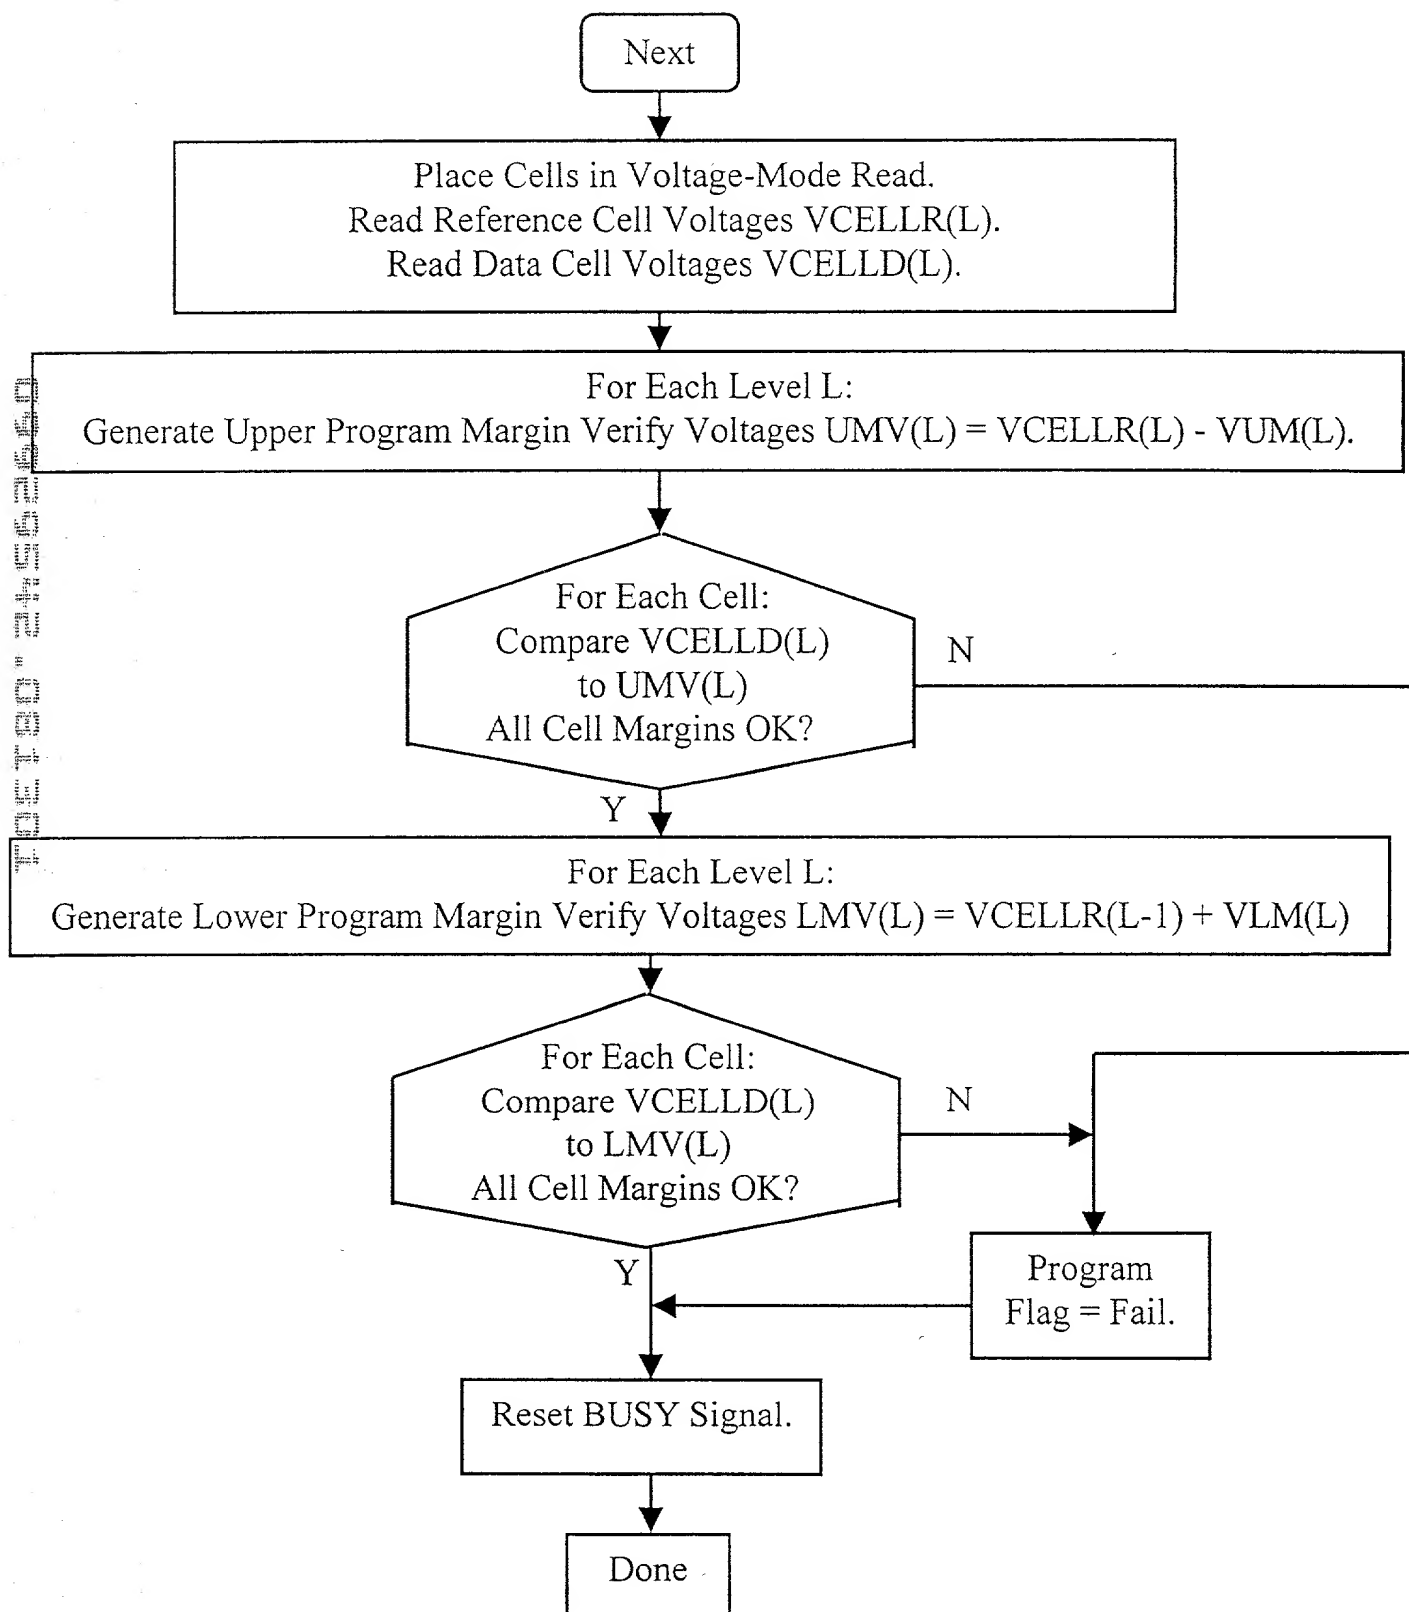 Next
Place Cells in Voltage-Mode Read.
Read Reference Cell Voltages VCELLR(L).
Read Data Cell Voltages VCELLD(L).
For Each Level L:
Generate Upper Program Margin Verify Voltages UMV(L) = VCELLR(L) - VUM(L).
For Each Cell:
Compare VCELLD(L)
to UMV(L)
All Cell Margins OK?
N
Y
For Each Level L:
Generate Lower Program Margin Verify Voltages LMV(L) = VCELLR(L-1) + VLM(L)
For Each Cell:
Compare VCELLD(L)
to LMV(L)
All Cell Margins OK?
N
Y
Program
Flag = Fail.
Reset BUSY Signal.
Done